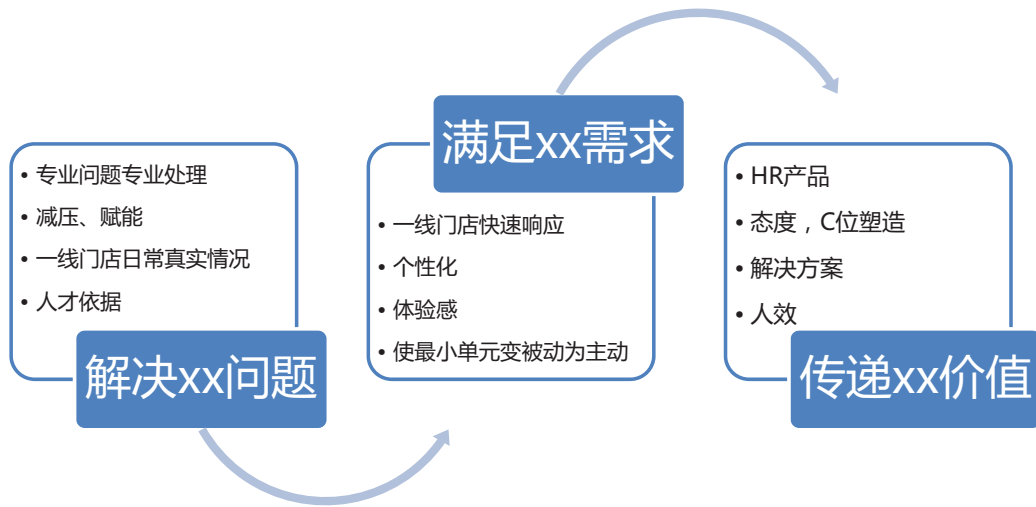 • 专业问题专业处理
• 减压、赋能
• 一线门店日常真实情况
• 人才依据
解决xx问题
满足xx需求
• 一线门店快速响应
• 个性化
• 体验感
• 使最小单元变被动为主动
• HR产品
• 态度，C位塑造
• 解决方案
• 人效
传递xx价值